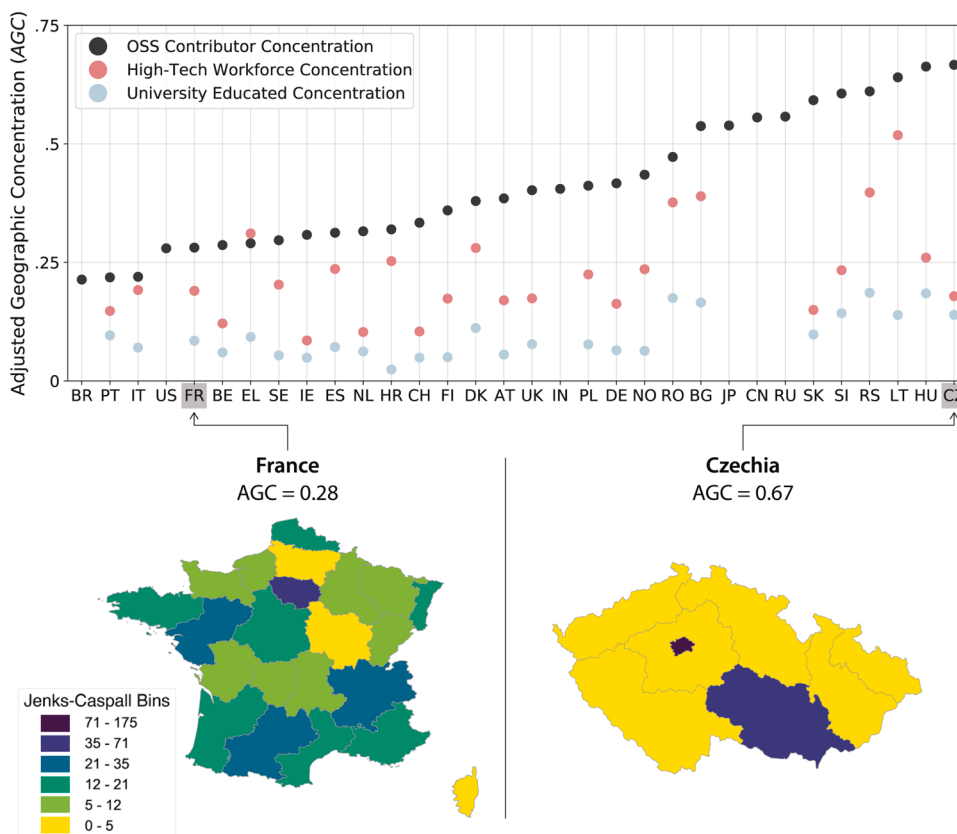 Adjusted Geographic Concentration (AGC)
.75
.5
.25
0
OSS Contributor Concentration
High-Tech Workforce Concentration
University Educated Concentration
BR PT IT US FR BE EL SE IE ES NL HR CH FI DK AT UK IN PL DE NO RO BG JP CN RU SK SI RS LT HU
France
AGC = 0.28
Czechia
AGC = 0.67
Jenks-Caspall Bins
71 - 175
35 - 71
21 - 35
12 - 21
5 - 12
0 - 5